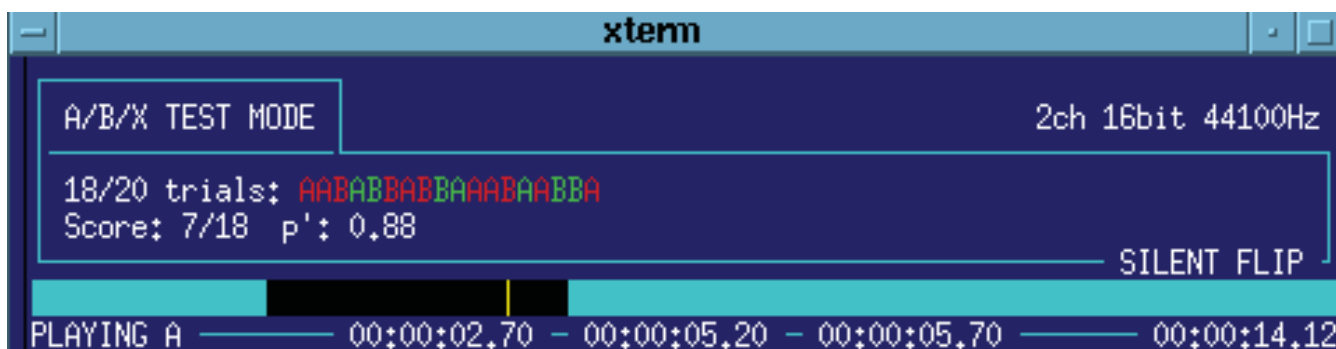 xterm
A/B/X TEST MODE
2ch 16bit 44100Hz
18/20 trials: AABABBABBAAABAABBA
Score: 7/18 p': 0.88
SILENT FLIP
PLAYING A 00:00:02.70 - 00:00:05.20 - 00:00:05.70 00:00:14.12